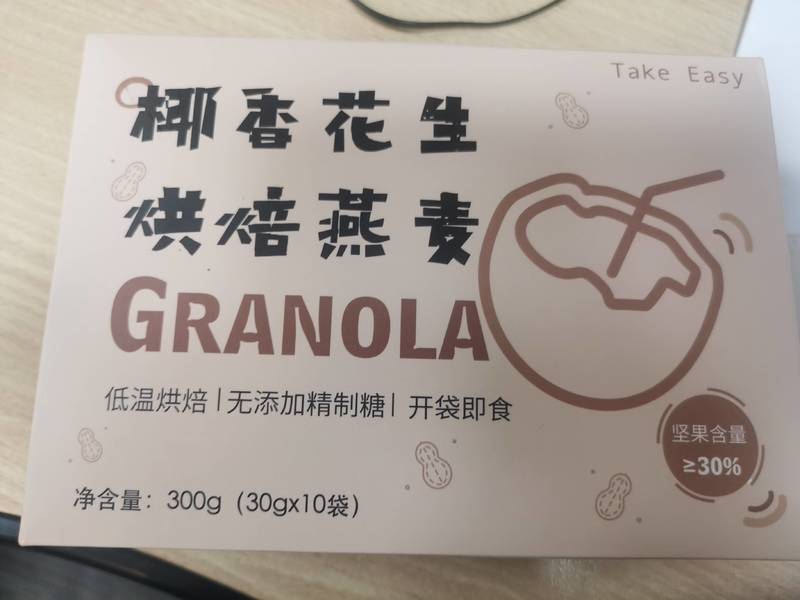 Take Easy
椰香花生
烘焙燕麦
GRANOLA
低温烘焙|无添加精制糖|开袋即食
坚果含量
≥30%
净含量：300g（30gx10袋）